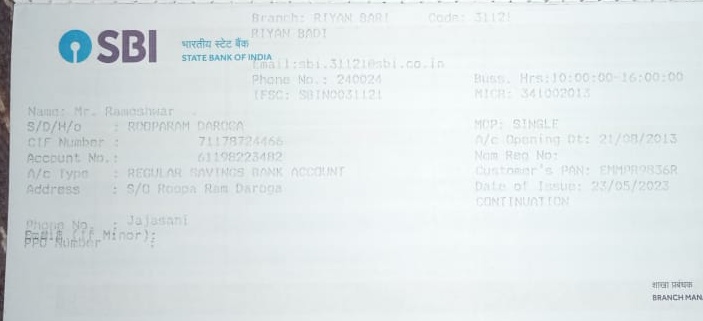 Branch: RIYAN BARI Code: 31121
RIYAN BADI
SBI
भारतीय स्टेट बैंक
STATE BANK OF INDIA
Email:sbi.31121@sbi.co.in
Phone No.: 240024 Buss. Hrs:10:00:00-16:00:00
IFSC: SBIN0031121 MICR: 341002013
Name: Mr. Rameshwar .
S/D/H/o : ROOPARAM DAROGA MOP: SINGLE
CIF Number : 71178724466 A/c Opening Dt: 21/08/2013
Account No.: 61198223482 Nom Reg No:
A/c Type : REGULAR SAVINGS BANK ACCOUNT Customer's PAN: EMMPR9836R
Address : S/O Roopa Ram Daroga Date of Issue: 23/05/2023
CONTINUATION
Jajasani
Phone No. :
(if Minor):
PPO Number :
शाखा प्रबंधक
BRANCH MAN